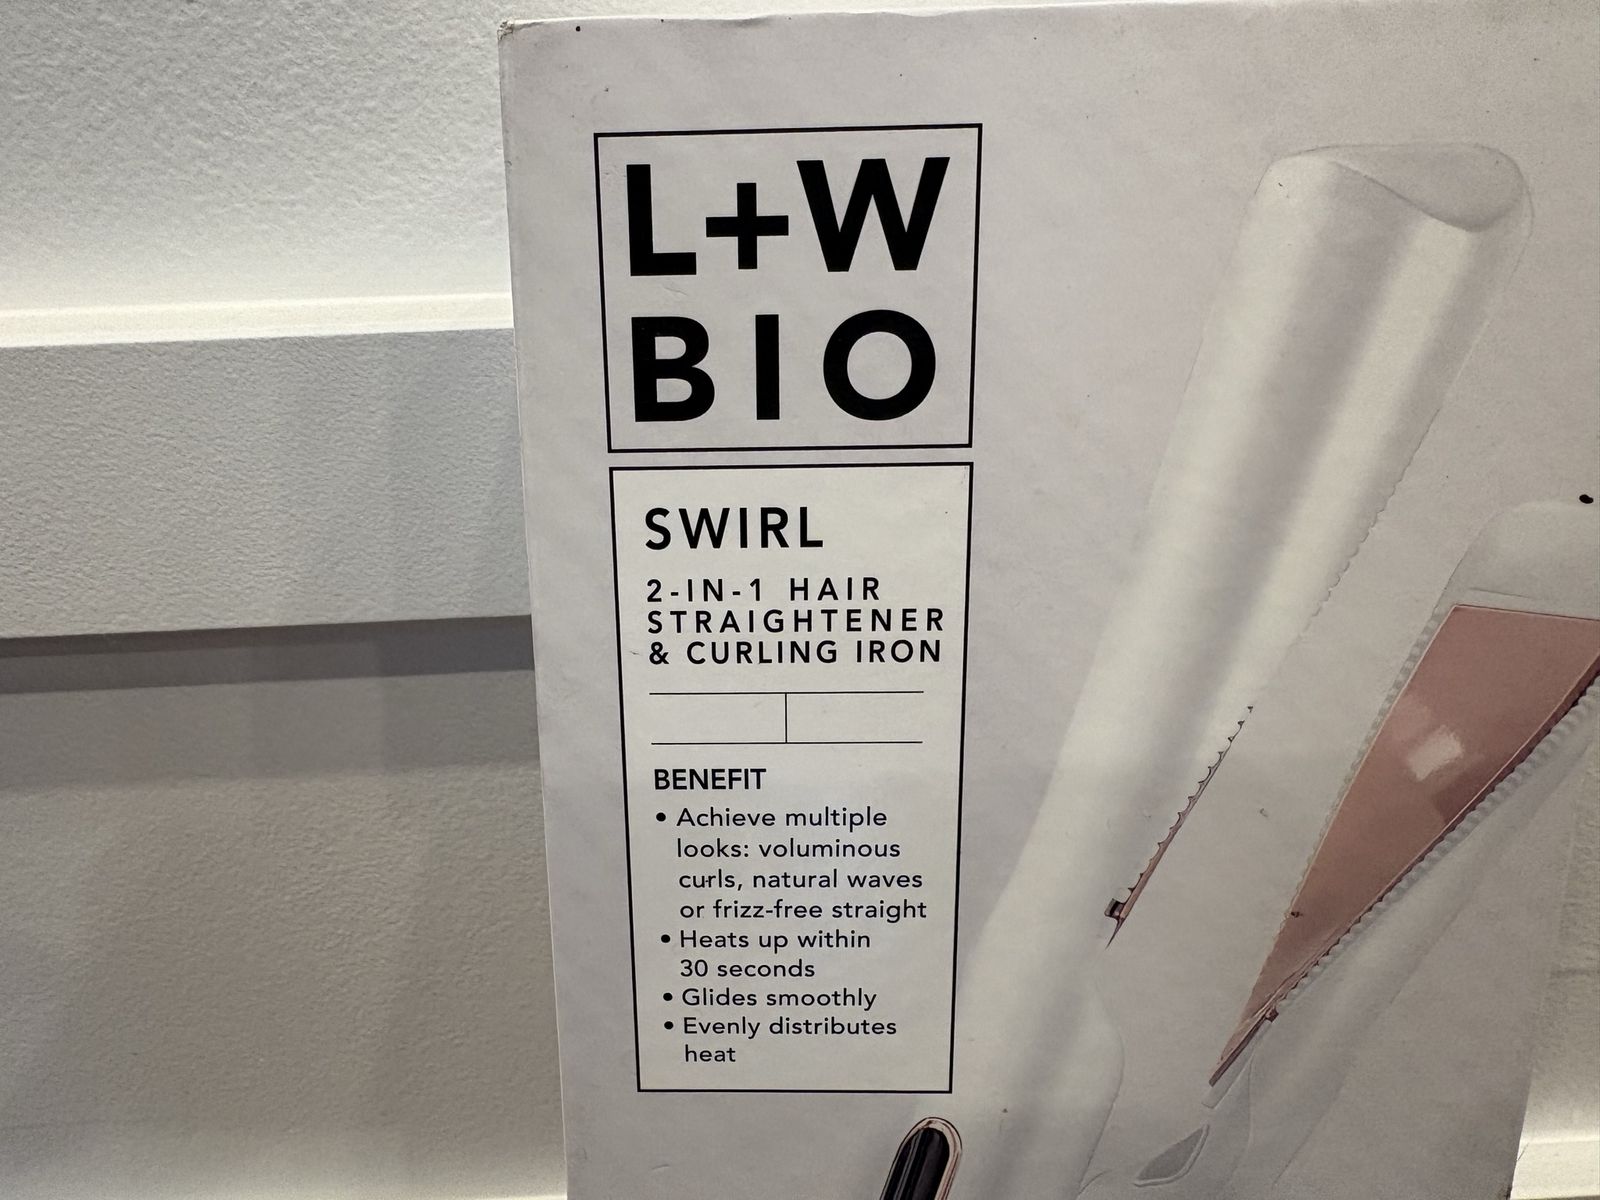 L+W
BIO
SWIRL
2-IN-1 HAIR
STRAIGHTENER
& CURLING IRON
BENEFIT
• Achieve multiple
looks: voluminous
curls, natural waves
or frizz-free straight
• Heats up within
30 seconds
• Glides smoothly
• Evenly distributes
heat